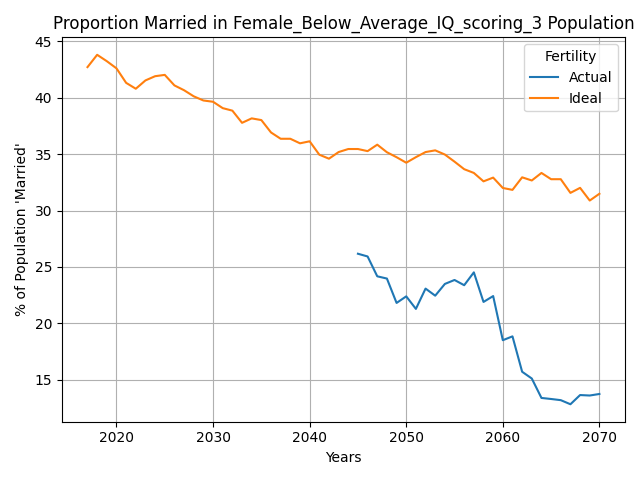 Proportion Married in Female_Below_Average_IQ_scoring_3 Population
Fertility
Actual
Ideal
% of Population 'Married'
45
40
35
30
25
20
15
2020 2030 2040 2050 2060 2070
Years